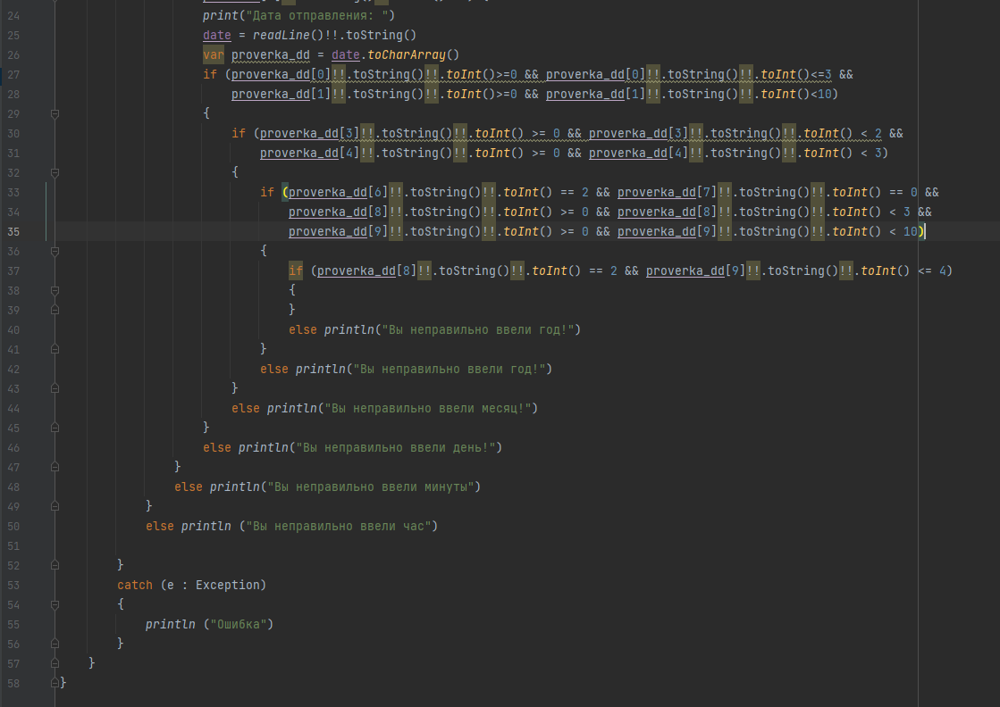 24 print("Дата отправления: ")
25 date = readLine()!!.toString()
26 var proverka_dd = date.toCharArray()
27 if (proverka_dd[0]!!.toString()!!.toInt()>=0 && proverka_dd[0]!!.toString()!!.toInt()<=3 &&
28 proverka_dd[1]!!.toString()!!.toInt()>=0 && proverka_dd[1]!!.toString()!!.toInt()<10)
29 {
30 if (proverka_dd[3]!!.toString()!!.toInt() >= 0 && proverka_dd[3]!!.toString()!!.toInt() < 2 &&
31 proverka_dd[4]!!.toString()!!.toInt() >= 0 && proverka_dd[4]!!.toString()!!.toInt() < 3)
32 {
33 if (proverka_dd[6]!!.toString()!!.toInt() == 2 && proverka_dd[7]!!.toString()!!.toInt() == 0 &&
34 proverka_dd[8]!!.toString()!!.toInt() >= 0 && proverka_dd[8]!!.toString()!!.toInt() < 3 &&
35 proverka_dd[9]!!.toString()!!.toInt() >= 0 && proverka_dd[9]!!.toString()!!.toInt() < 10)
36 {
37 if (proverka_dd[8]!!.toString()!!.toInt() == 2 && proverka_dd[9]!!.toString()!!.toInt() <= 4)
38 {
39 }
40 else println("Вы неправильно ввели год!")
41 }
42 else println("Вы неправильно ввели год!")
43 }
44 else println("Вы неправильно ввели месяц!")
45 }
46 else println("Вы неправильно ввели день!")
47 }
48 else println("Вы неправильно ввели минуты")
49 }
50 else println ("Вы неправильно ввели час")
51
52 }
53 catch (e : Exception)
54 {
55 println ("Ошибка")
56 }
57 }
58 }